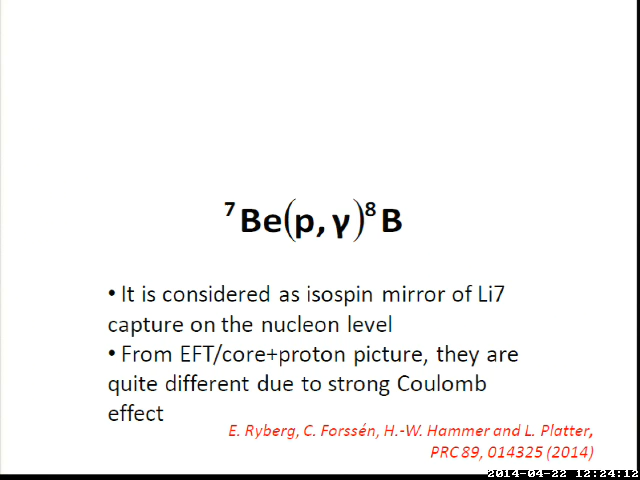 ⁷Be(p,γ)⁸B
• It is considered as isospin mirror of Li7
capture on the nucleon level
• From EFT/core+proton picture, they are
quite different due to strong Coulomb
effect
E. Ryberg, C. Forssén, H.-W. Hammer and L. Platter,
PRC 89, 014325 (2014)
2014-04-22 12:24:12